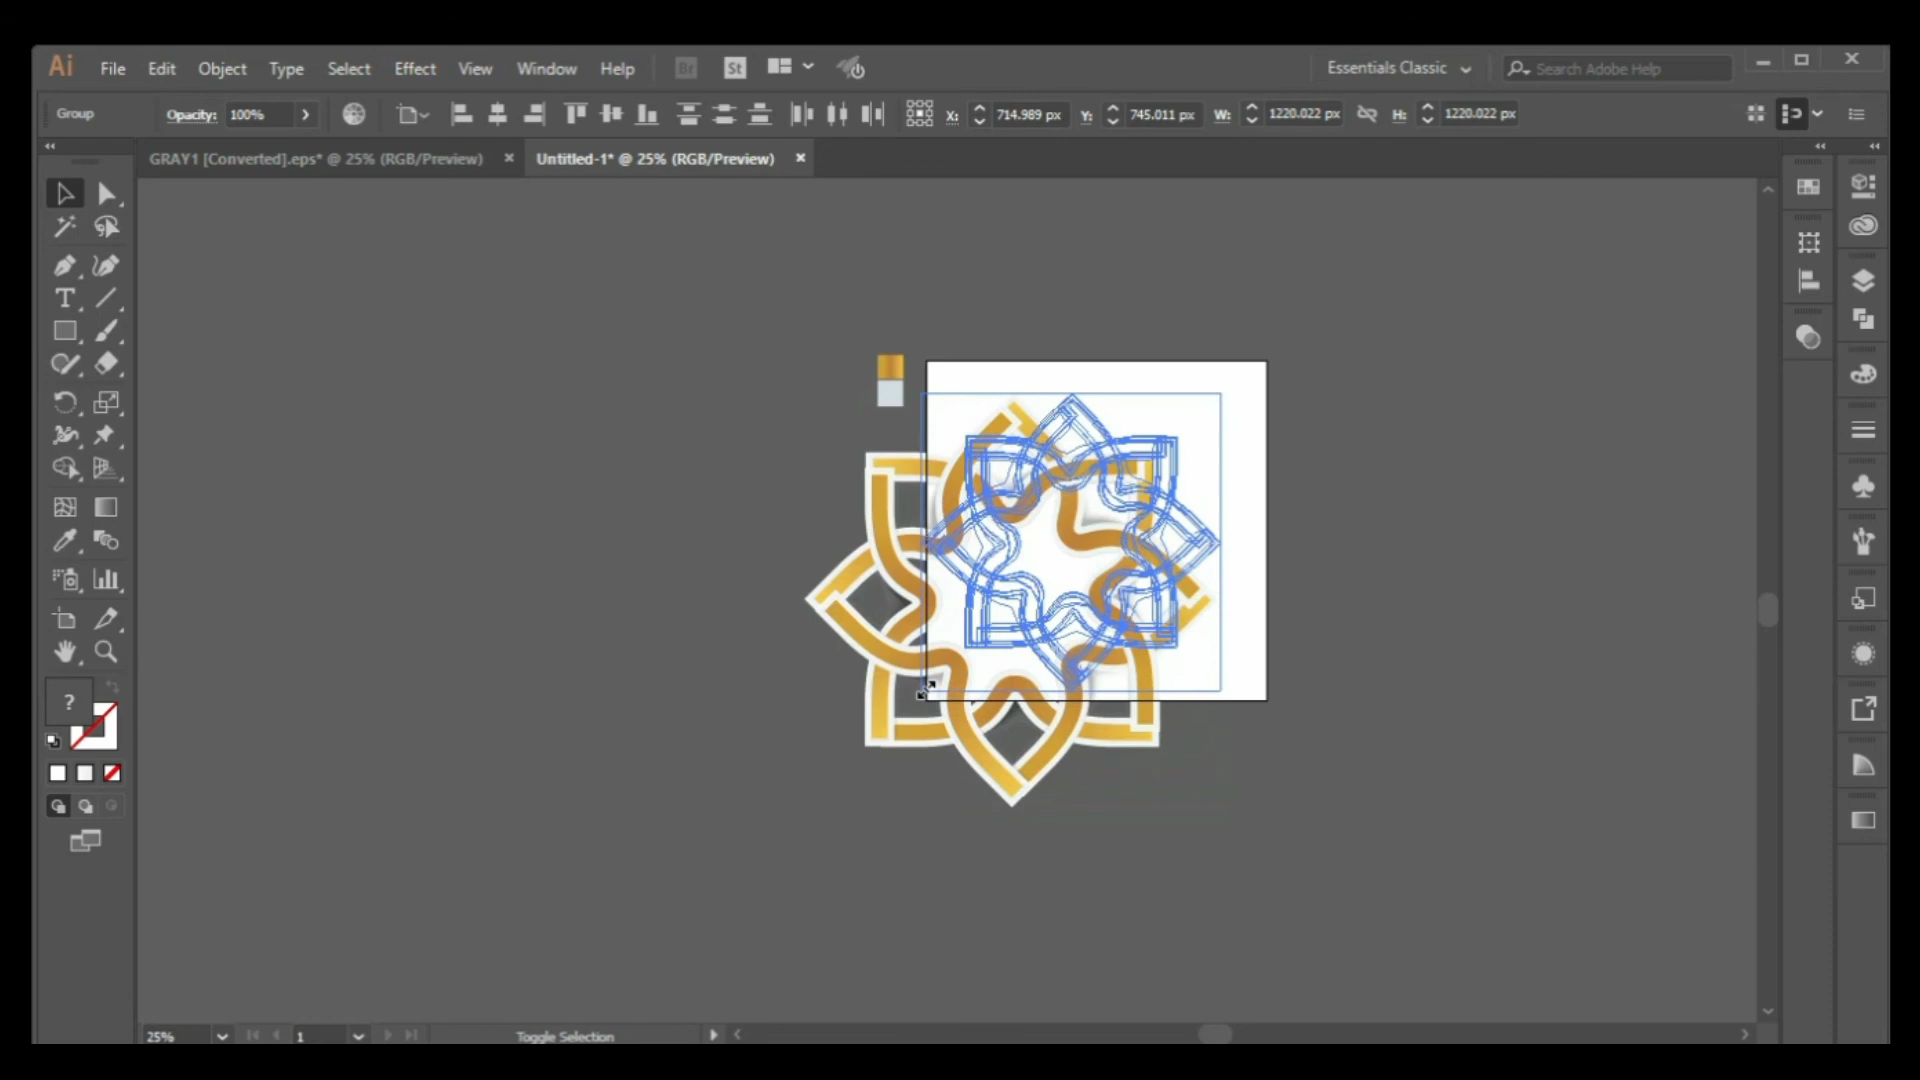 Ai File Edit Object Type Select Effect View Window Help Br St Essentials Classic Search Adobe Help
Group Opacity: 100% X: 714.989 px Y: 745.011 px W: 1220.022 px H: 1220.022 px
GRAY1 [Converted].eps* @ 25% (RGB/Preview) Untitled-1* @ 25% (RGB/Preview)
T
?
25% 1 Toggle Selection